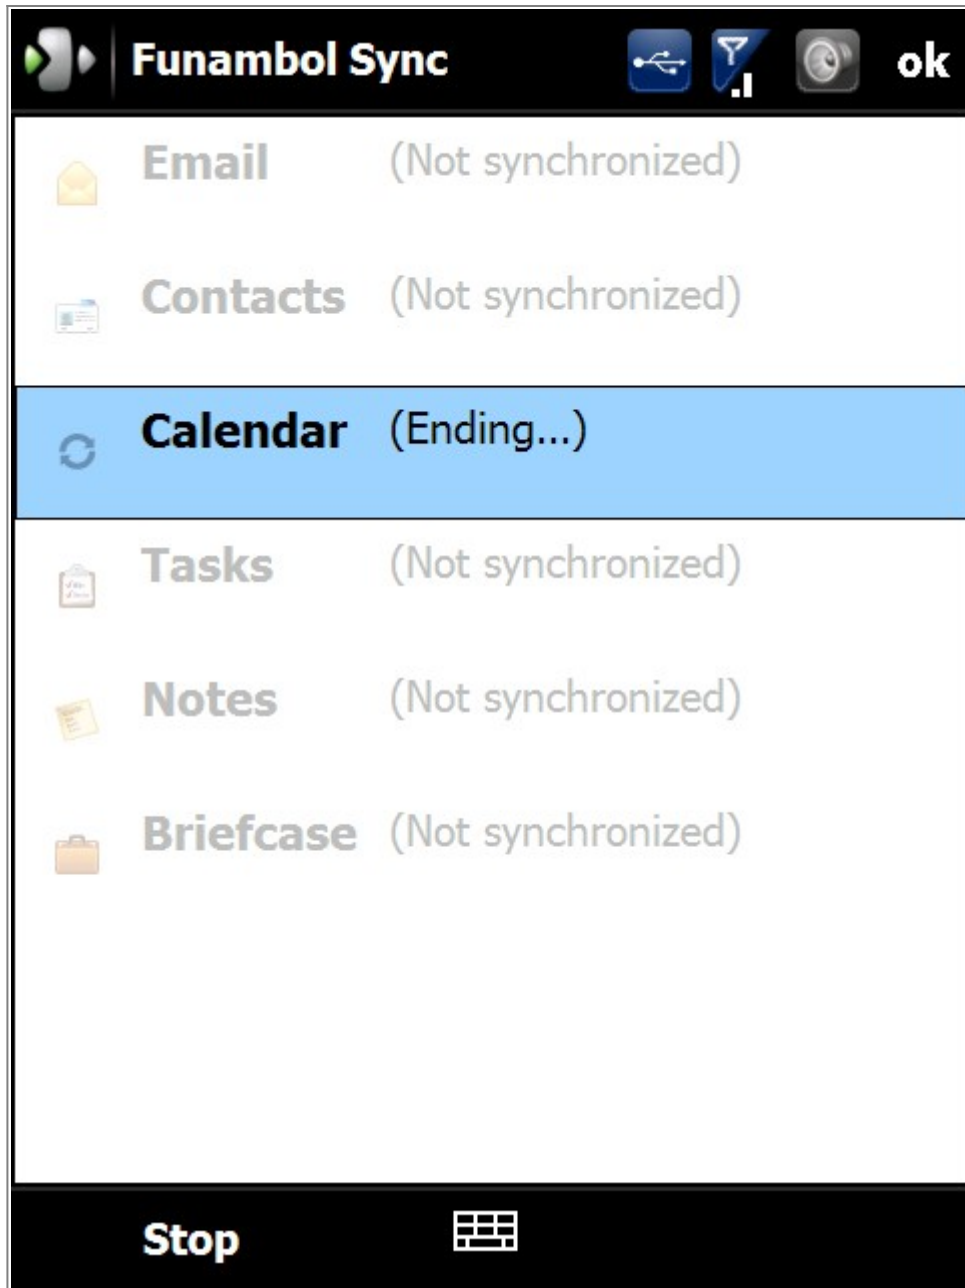 Funambol Sync ok
Email (Not synchronized)
Contacts (Not synchronized)
Calendar (Ending...)
Tasks (Not synchronized)
Notes (Not synchronized)
Briefcase (Not synchronized)
Stop